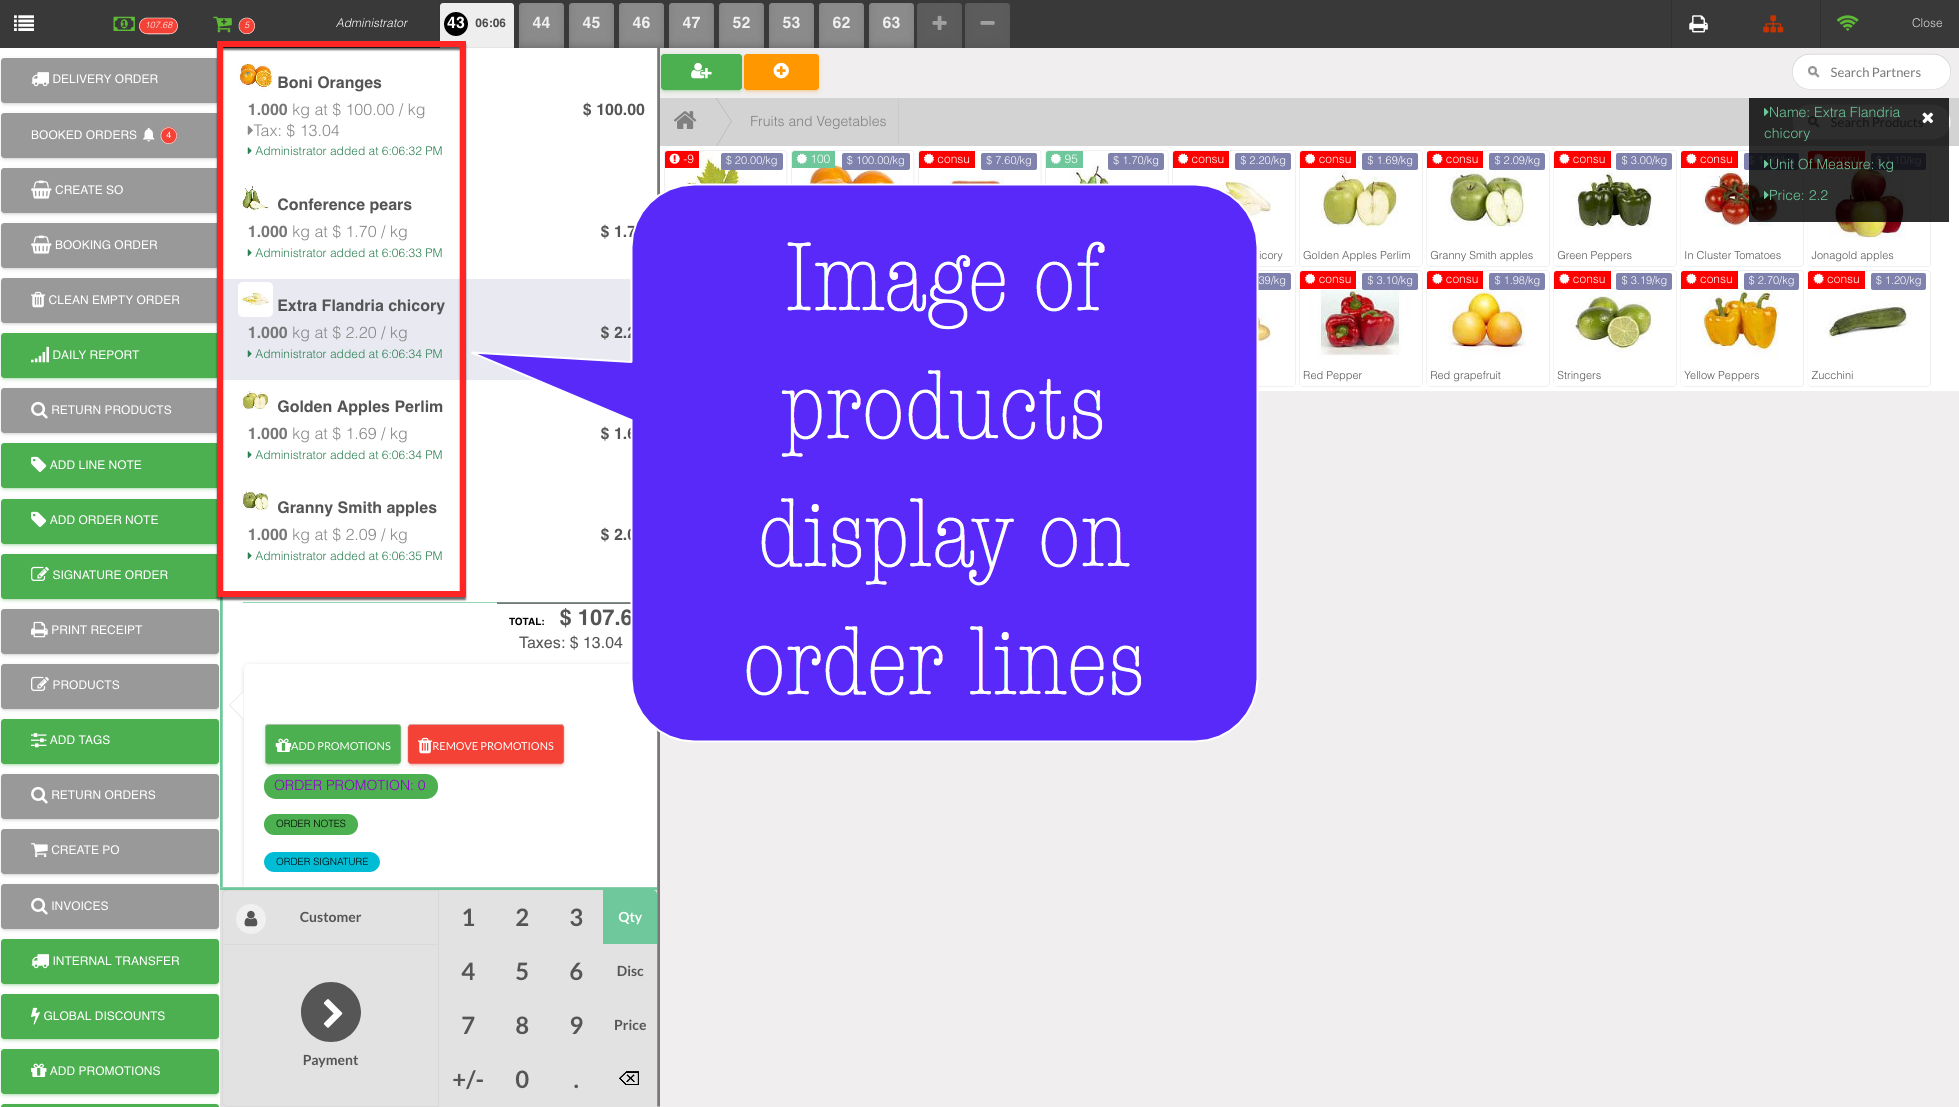 107.68
5
Administrator
43 06:06
44
45
46
47
52
53
62
63
Close
DELIVERY ORDER
BOOKED ORDERS 4
CREATE SO
BOOKING ORDER
CLEAN EMPTY ORDER
DAILY REPORT
RETURN PRODUCTS
ADD LINE NOTE
ADD ORDER NOTE
SIGNATURE ORDER
PRINT RECEIPT
PRODUCTS
ADD TAGS
RETURN ORDERS
CREATE PO
INVOICES
INTERNAL TRANSFER
GLOBAL DISCOUNTS
ADD PROMOTIONS
Boni Oranges
1.000 kg at $ 100.00 / kg
$ 100.00
Tax: $ 13.04
Administrator added at 6:06:32 PM
Conference pears
1.000 kg at $ 1.70 / kg
$ 1.7
Administrator added at 6:06:33 PM
Extra Flandria chicory
1.000 kg at $ 2.20 / kg
$ 2.2
Administrator added at 6:06:34 PM
Golden Apples Perlim
1.000 kg at $ 1.69 / kg
$ 1.6
Administrator added at 6:06:34 PM
Granny Smith apples
1.000 kg at $ 2.09 / kg
$ 2.0
Administrator added at 6:06:35 PM
TOTAL: $ 107.6
Taxes: $ 13.04
ADD PROMOTIONS
REMOVE PROMOTIONS
ORDER PROMOTION: 0
ORDER NOTES
ORDER SIGNATURE
Customer
Payment
1 2 3 Qty
4 5 6 Disc
7 8 9 Price
+/- 0 .
Search Partners
Fruits and Vegetables
Search Products
Name: Extra Flandria
chicory
Unit Of Measure: kg
Price: 2.2
-9 $ 20.00/kg
100 $ 100.00/kg
consu $ 7.60/kg
95 $ 1.70/kg
consu $ 2.20/kg
consu $ 1.69/kg
consu $ 2.09/kg
consu $ 3.00/kg
consu
consu
icory
Golden Apples Perlim
Granny Smith apples
Green Peppers
In Cluster Tomatoes
Jonagold apples
39/kg
consu $ 3.10/kg
consu $ 1.98/kg
consu $ 3.19/kg
consu $ 2.70/kg
consu $ 1.20/kg
Red Pepper
Red grapefruit
Stringers
Yellow Peppers
Zucchini
Image of
products
display on
order lines